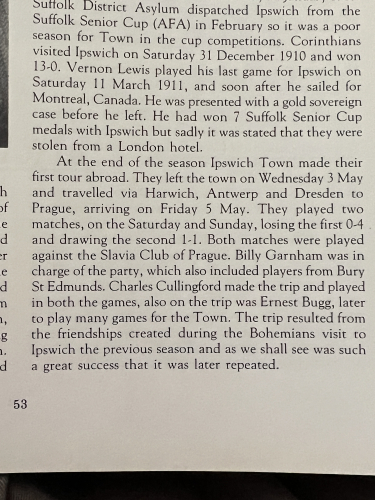 Suffolk District Asylum dispatched Ipswich from the
Suffolk Senior Cup (AFA) in February so it was a poor
season for Town in the cup competitions. Corinthians
visited Ipswich on Saturday 31 December 1910 and won
13-0. Vernon Lewis played his last game for Ipswich on
Saturday 11 March 1911, and soon after he sailed for
Montreal, Canada. He was presented with a gold sovereign
case before he left. He had won 7 Suffolk Senior Cup
medals with Ipswich but sadly it was stated that they were
stolen from a London hotel.
At the end of the season Ipswich Town made their
first tour abroad. They left the town on Wednesday 3 May
and travelled via Harwich, Antwerp and Dresden to
Prague, arriving on Friday 5 May. They played two
matches, on the Saturday and Sunday, losing the first 0-4
and drawing the second 1-1. Both matches were played
against the Slavia Club of Prague. Billy Garnham was in
charge of the party, which also included players from Bury
St Edmunds. Charles Cullingford made the trip and played
in both the games, also on the trip was Ernest Bugg, later
to play many games for the Town. The trip resulted from
the friendships created during the Bohemians visit to
Ipswich the previous season and as we shall see was such
a great success that it was later repeated.
53